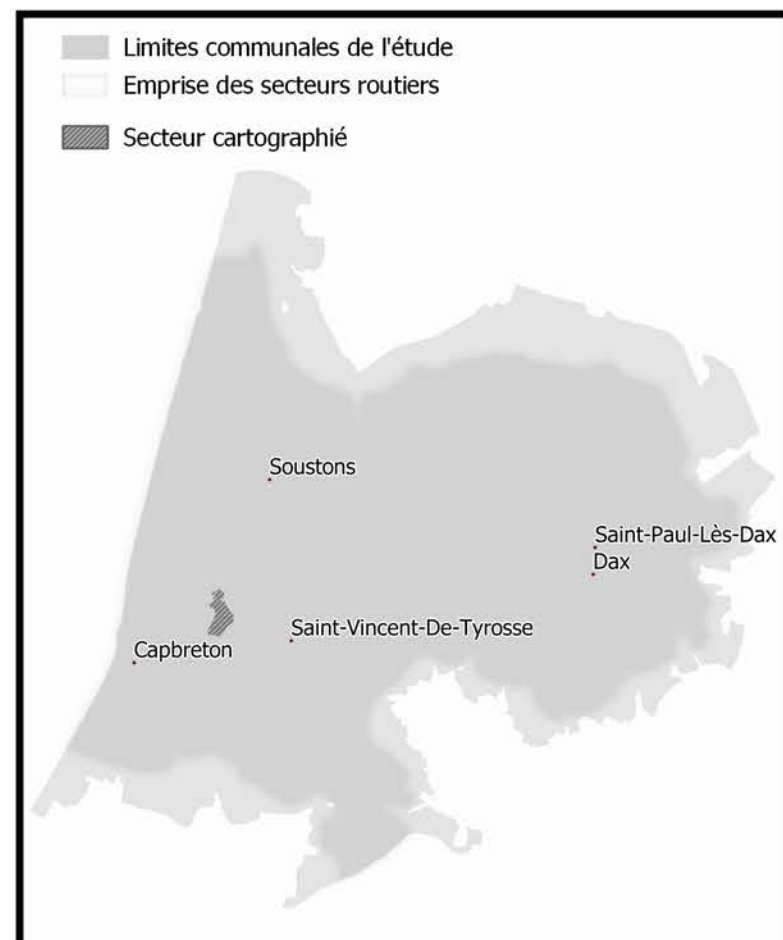 Limites communales de l'étude
Emprise des secteurs routiers
Secteur cartographié
Soustons
Saint-Paul-Lès-Dax
Dax
Saint-Vincent-De-Tyrosse
Capbreton